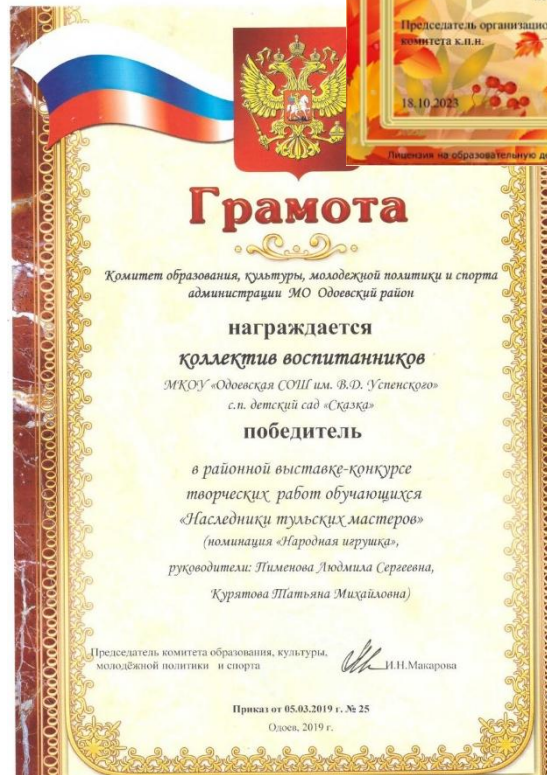 Председатель организацио
комитета к.п.н.
18.10.2023
Лицензия на образовательную де
Грамота
Комитет образования, культуры, молодежной политики и спорта
администрации МО Одоевский район
награждается
коллектив воспитанников
МКОУ «Одоевская СОШ им. В.Д. Успенского»
с.п. детский сад «Сказка»
победитель
в районной выставке-конкурсе
творческих работ обучающихся
«Наследники тульских мастеров»
(номинация «Народная игрушка»,
руководители: Пименова Людмила Сергеевна,
Курятова Татьяна Михайловна)
Председатель комитета образования, культуры,
молодёжной политики и спорта
И.Н.Макарова
Приказ от 05.03.2019 г. № 25
Одоев, 2019 г.